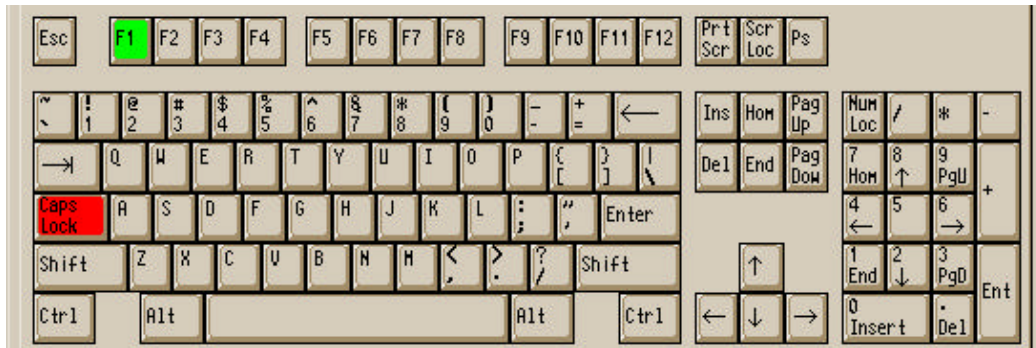 Esc F1 F2 F3 F4 F5 F6 F7 F8 F9 F10 F11 F12 Prt Scr Scr Loc Ps
~ ` ! 1 @ 2 # 3 $ 4 % 5 ^ 6 & 7 * 8 ( 9 ) 0 _ - + = ← Ins Hom Pag Up Num Loc / * -
→| Q W E R T Y U I O P { [ } ] | \ Del End Pag Dow 7 Hom 8 ↑ 9 PgU +
Caps Lock A S D F G H J K L : ; " ' Enter 4 ← 5 6 →
Shift Z X C V B N M < , > . ? / Shift ↑ 1 End 2 ↓ 3 PgD Ent
Ctrl Alt Alt Ctrl ← ↓ → 0 Insert . Del